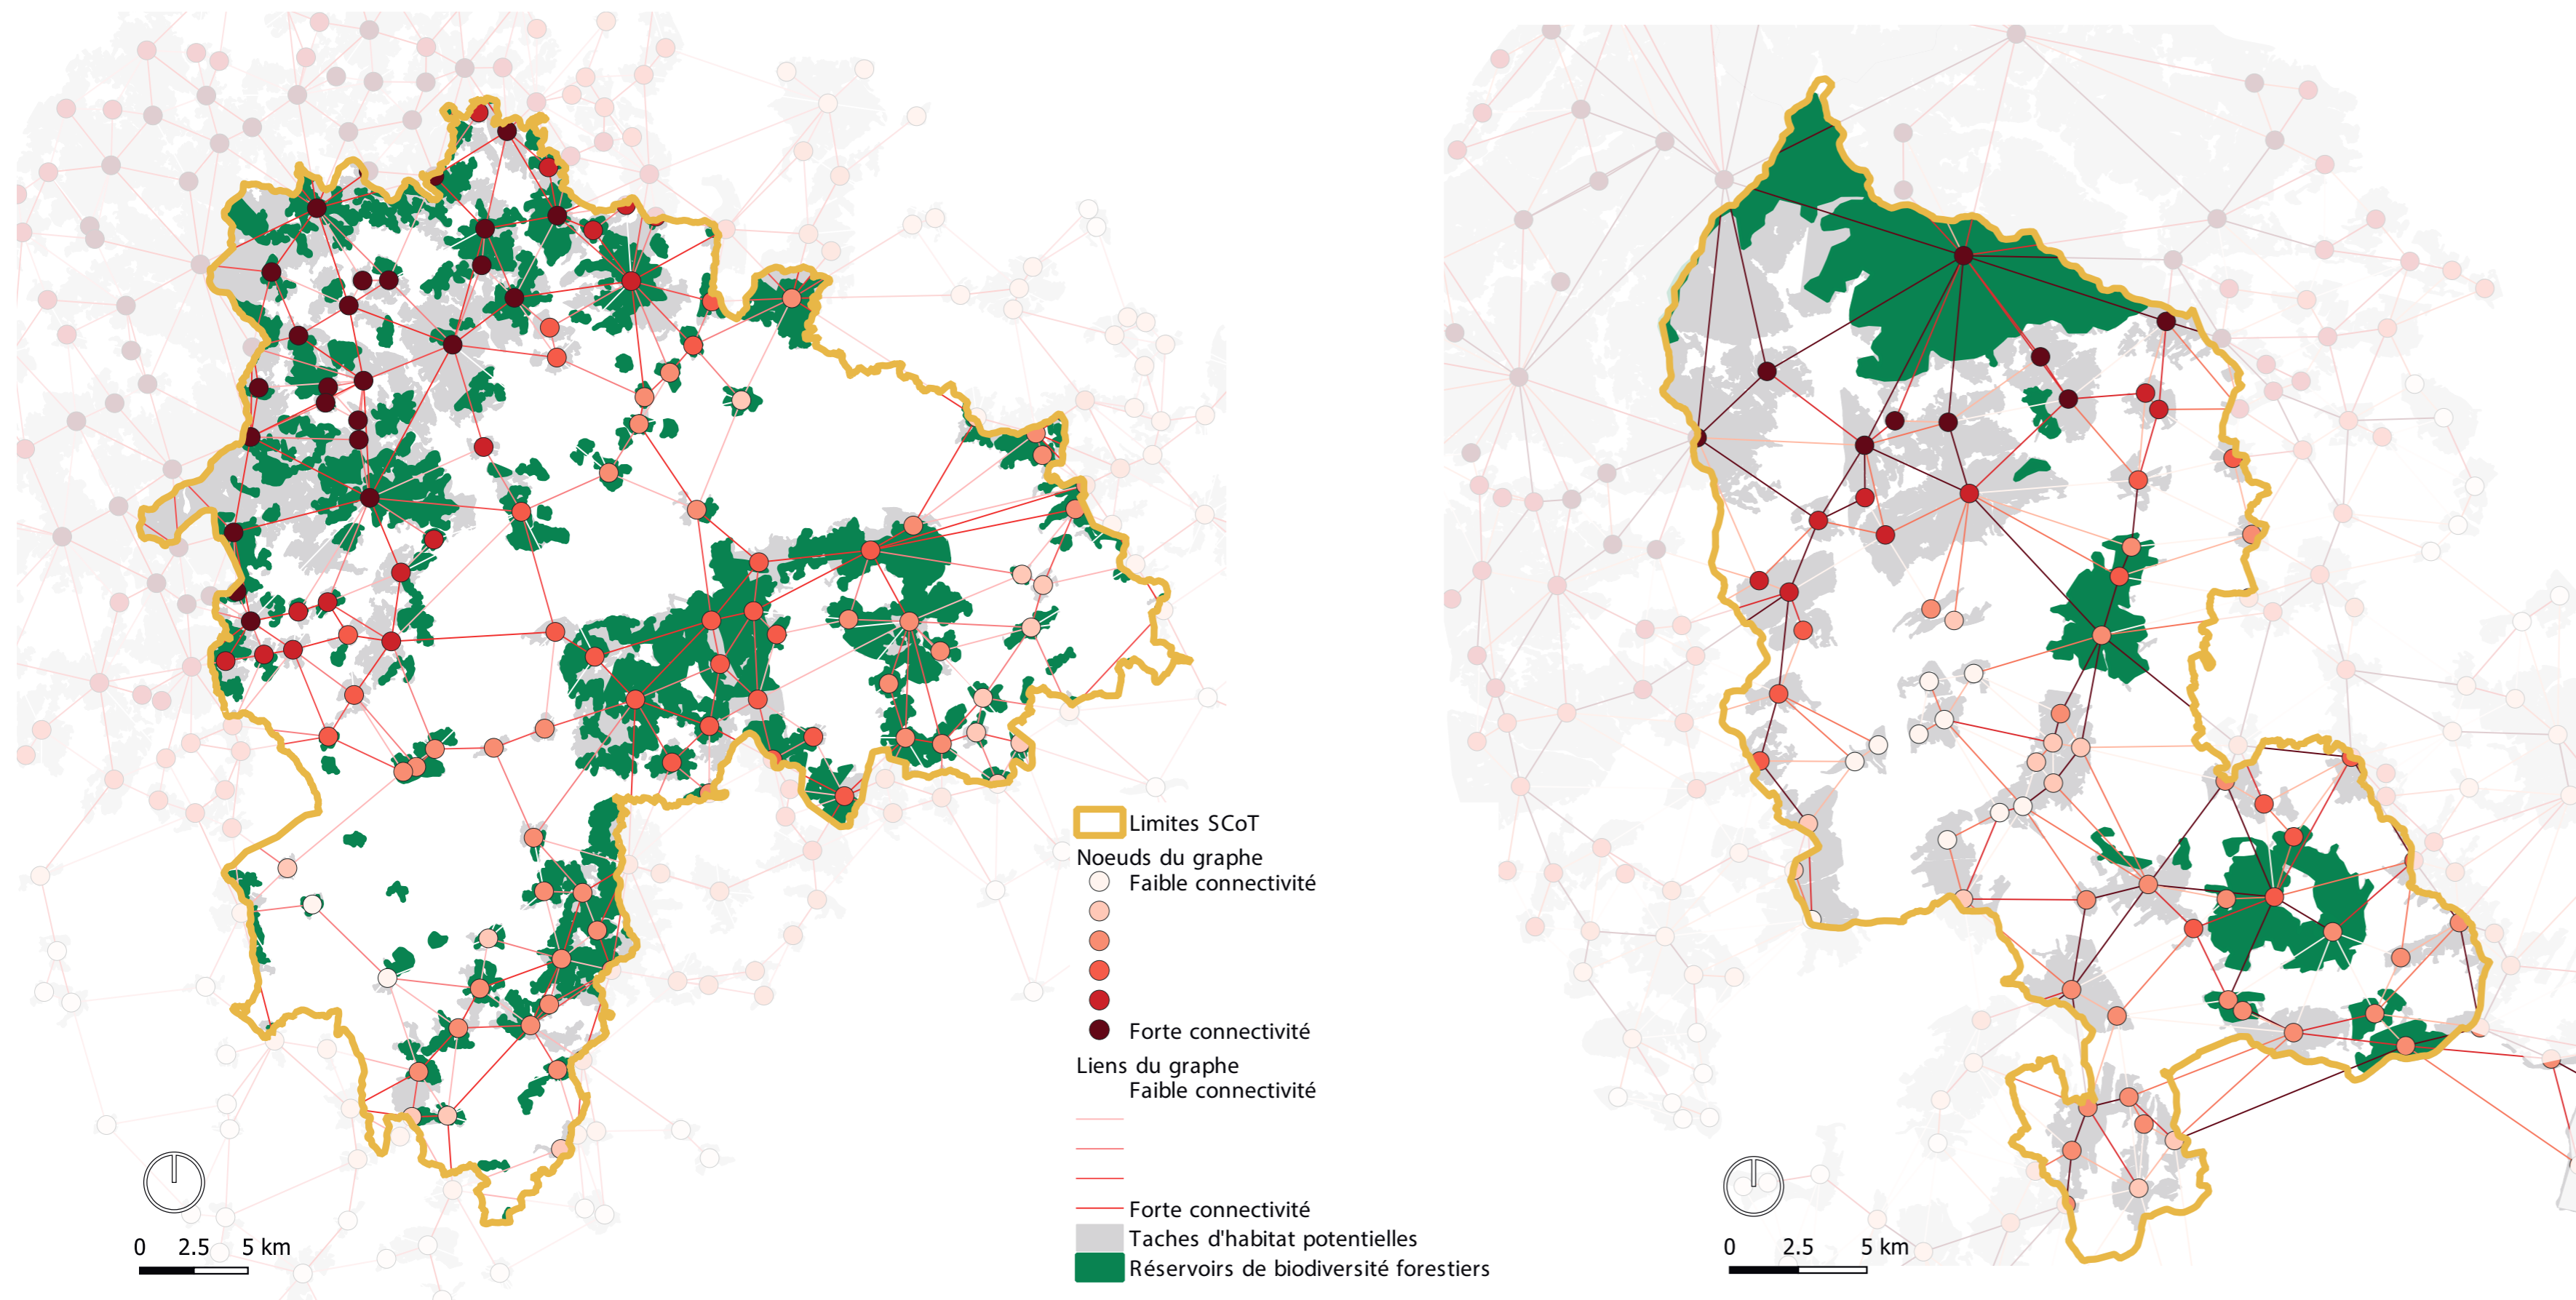 Limites SCoT
Noeuds du graphe
Faible connectivité
Forte connectivité
Liens du graphe
Faible connectivité
Forte connectivité
Taches d'habitat potentielles
Réservoirs de biodiversité forestiers
0 2.5 5 km
0 2.5 5 km